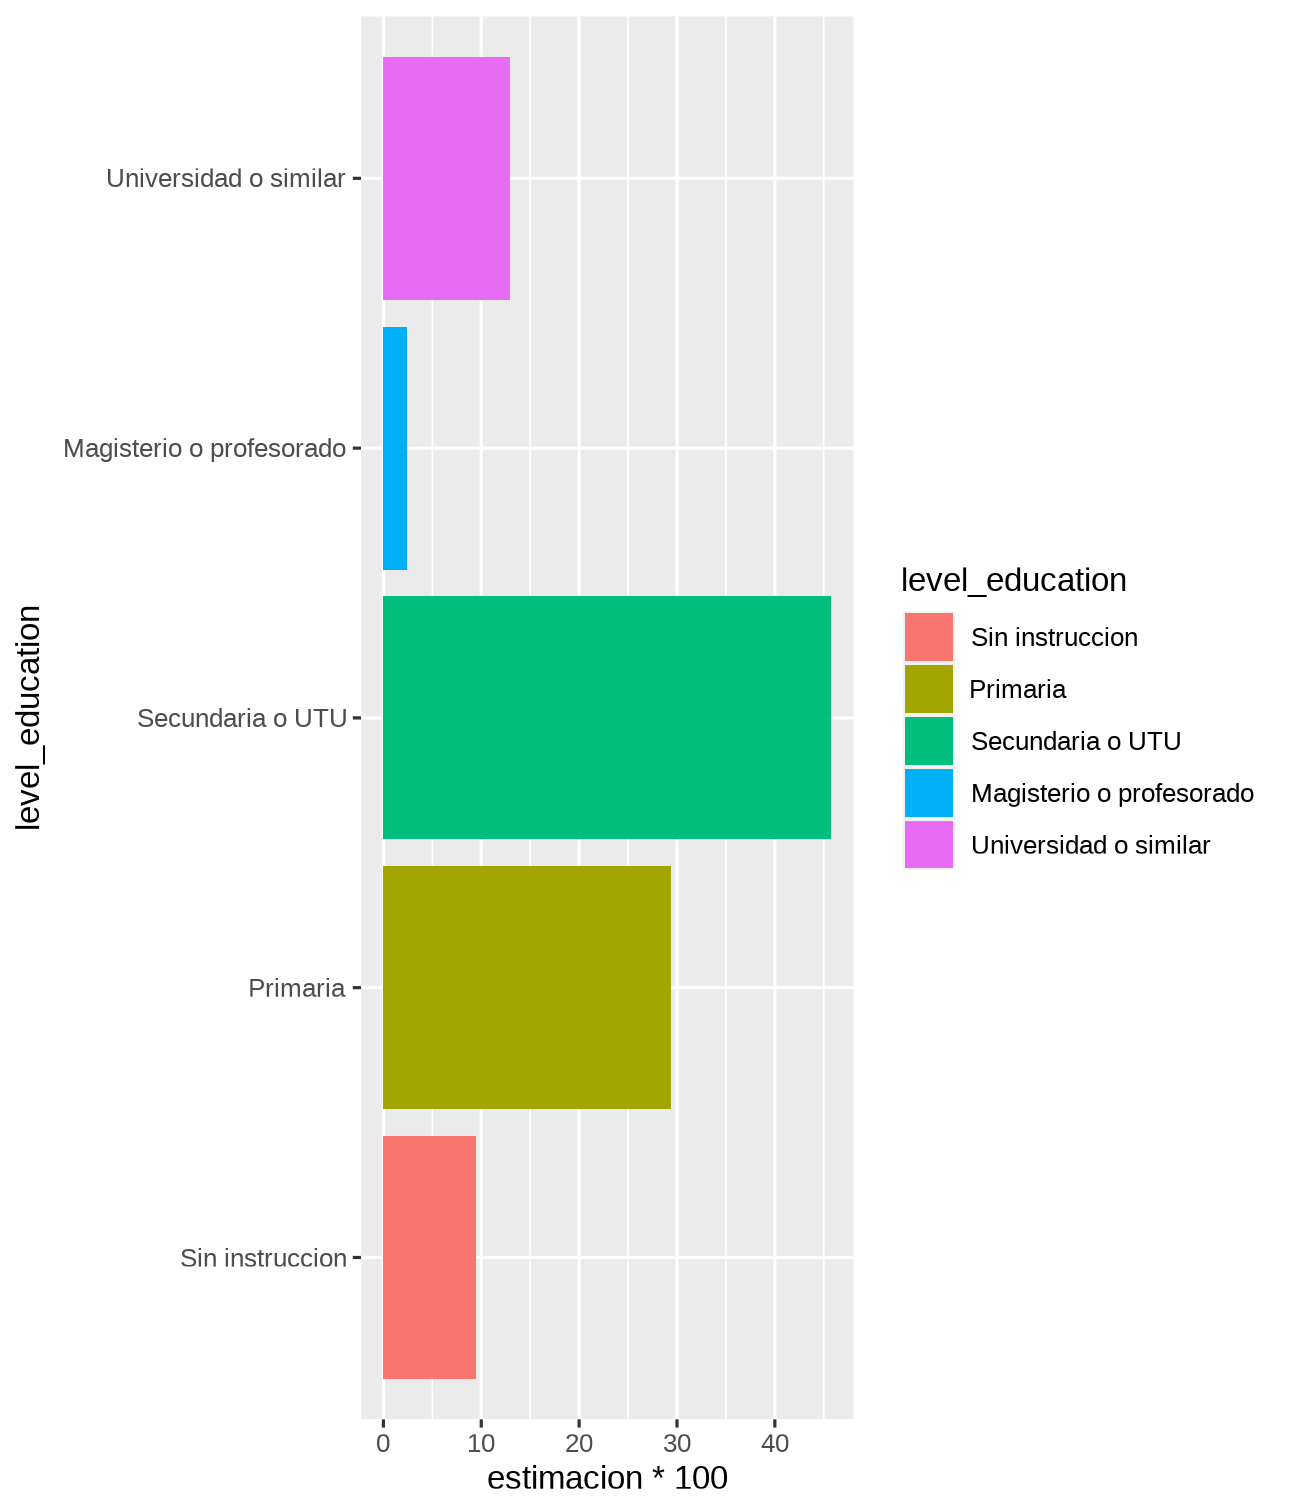 Universidad o similar
Magisterio o profesorado
Secundaria o UTU
Primaria
Sin instruccion
level_education
0 10 20 30 40
estimacion * 100
level_education
Sin instruccion
Primaria
Secundaria o UTU
Magisterio o profesorado
Universidad o similar